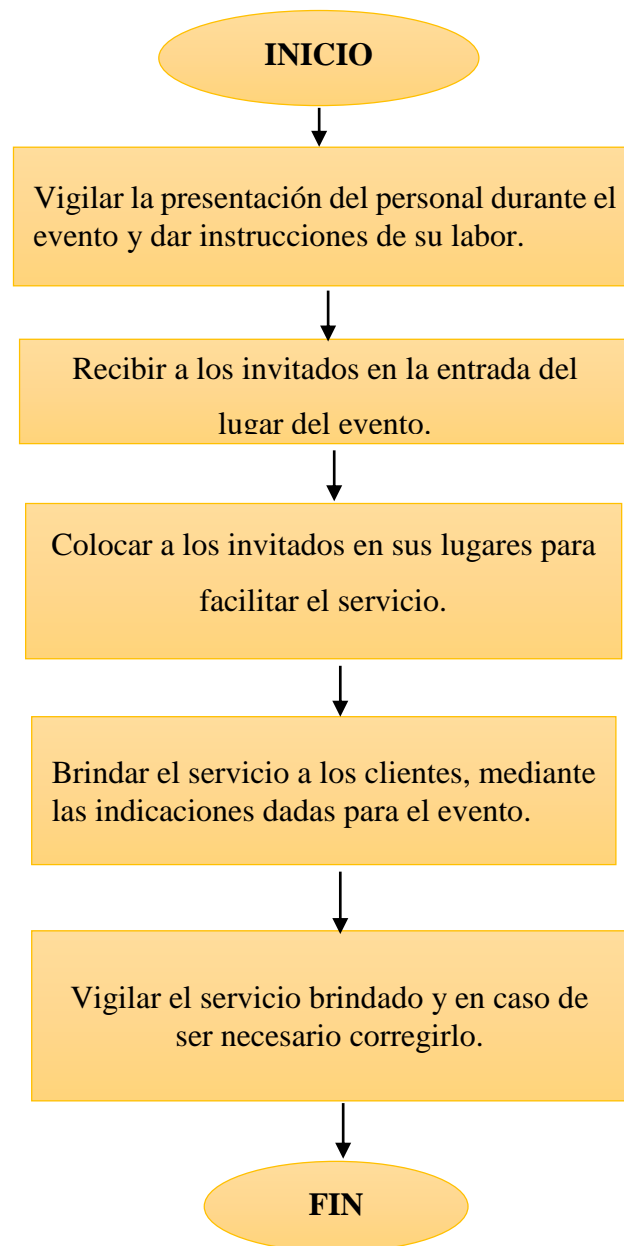 INICIO
Vigilar la presentación del personal durante el
evento y dar instrucciones de su labor.
Recibir a los invitados en la entrada del
lugar del evento.
Colocar a los invitados en sus lugares para
facilitar el servicio.
Brindar el servicio a los clientes, mediante
las indicaciones dadas para el evento.
Vigilar el servicio brindado y en caso de
ser necesario corregirlo.
FIN